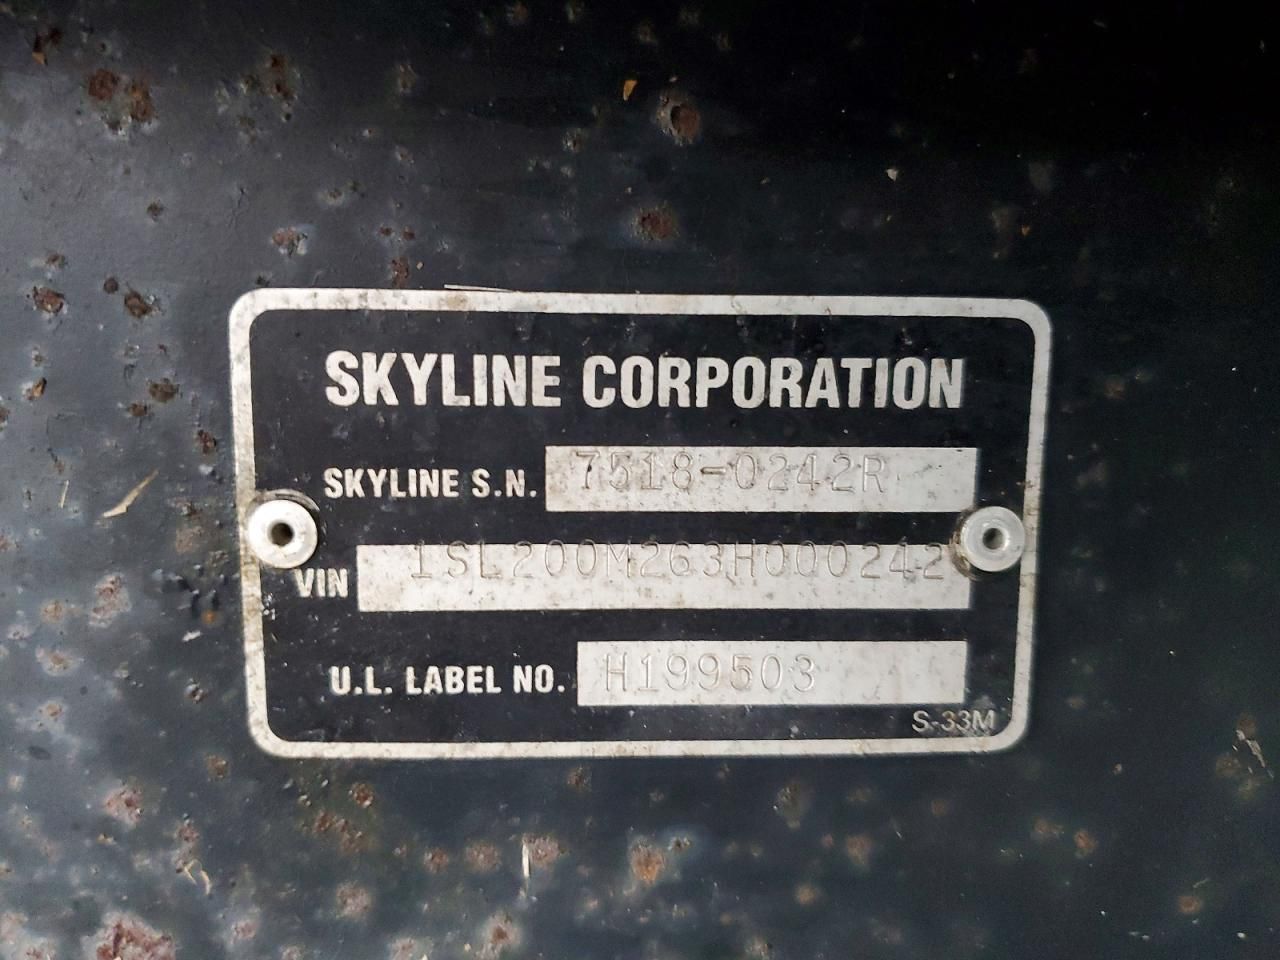 SKYLINE CORPORATION
SKYLINE S.N. 7518-0242R
VIN 1SL200M263H000242
U.L. LABEL NO. H199503
S-33M